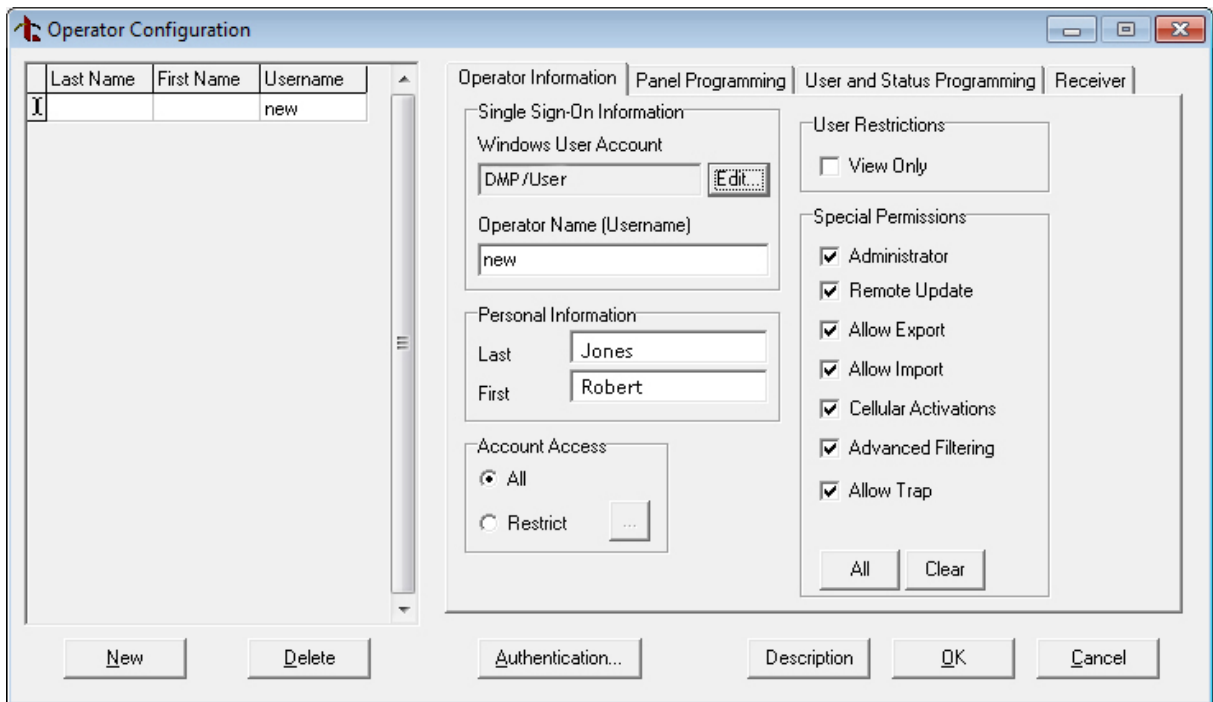 Operator Configuration
Last Name First Name Username
new
Operator Information Panel Programming User and Status Programming Receiver
Single Sign-On Information
Windows User Account
DMP/User Edit...
Operator Name (Username)
new
Personal Information
Last Jones
First Robert
Account Access
All
Restrict ...
User Restrictions
View Only
Special Permissions
Administrator
Remote Update
Allow Export
Allow Import
Cellular Activations
Advanced Filtering
Allow Trap
All Clear
New Delete Authentication... Description OK Cancel